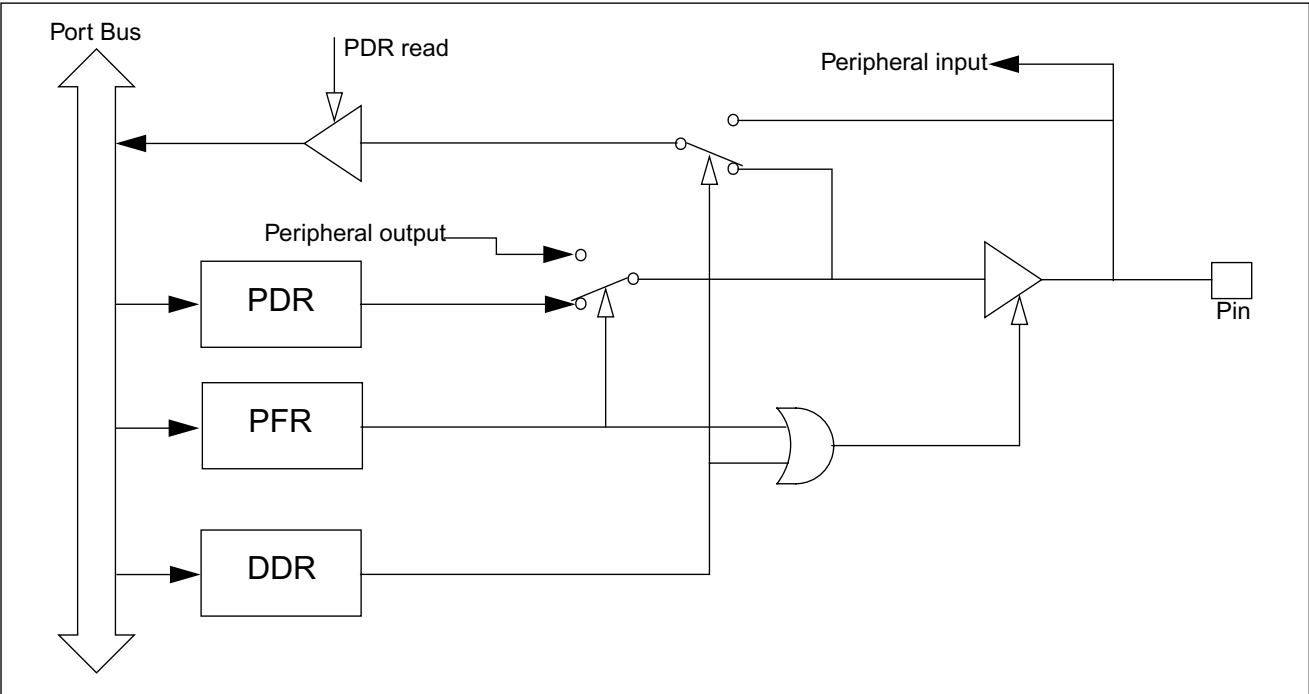 Port Bus
PDR read
Peripheral input
Peripheral output
PDR
Pin
PFR
DDR